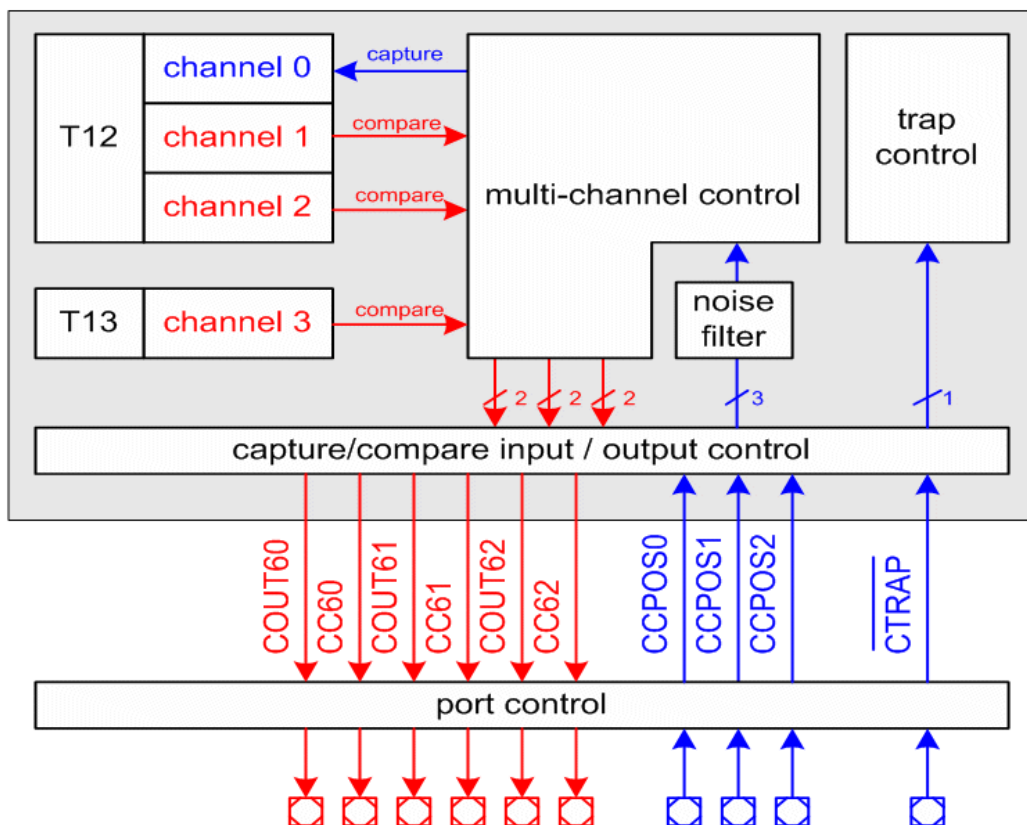 channel 0
capture
T12
channel 1
compare
channel 2
compare
multi-channel control
trap
control
T13
channel 3
compare
noise
filter
2
2
2
3
1
capture/compare input / output control
COUT60
CC60
COUT61
CC61
COUT62
CC62
CCPOS0
CCPOS1
CCPOS2
CTRAP
port control